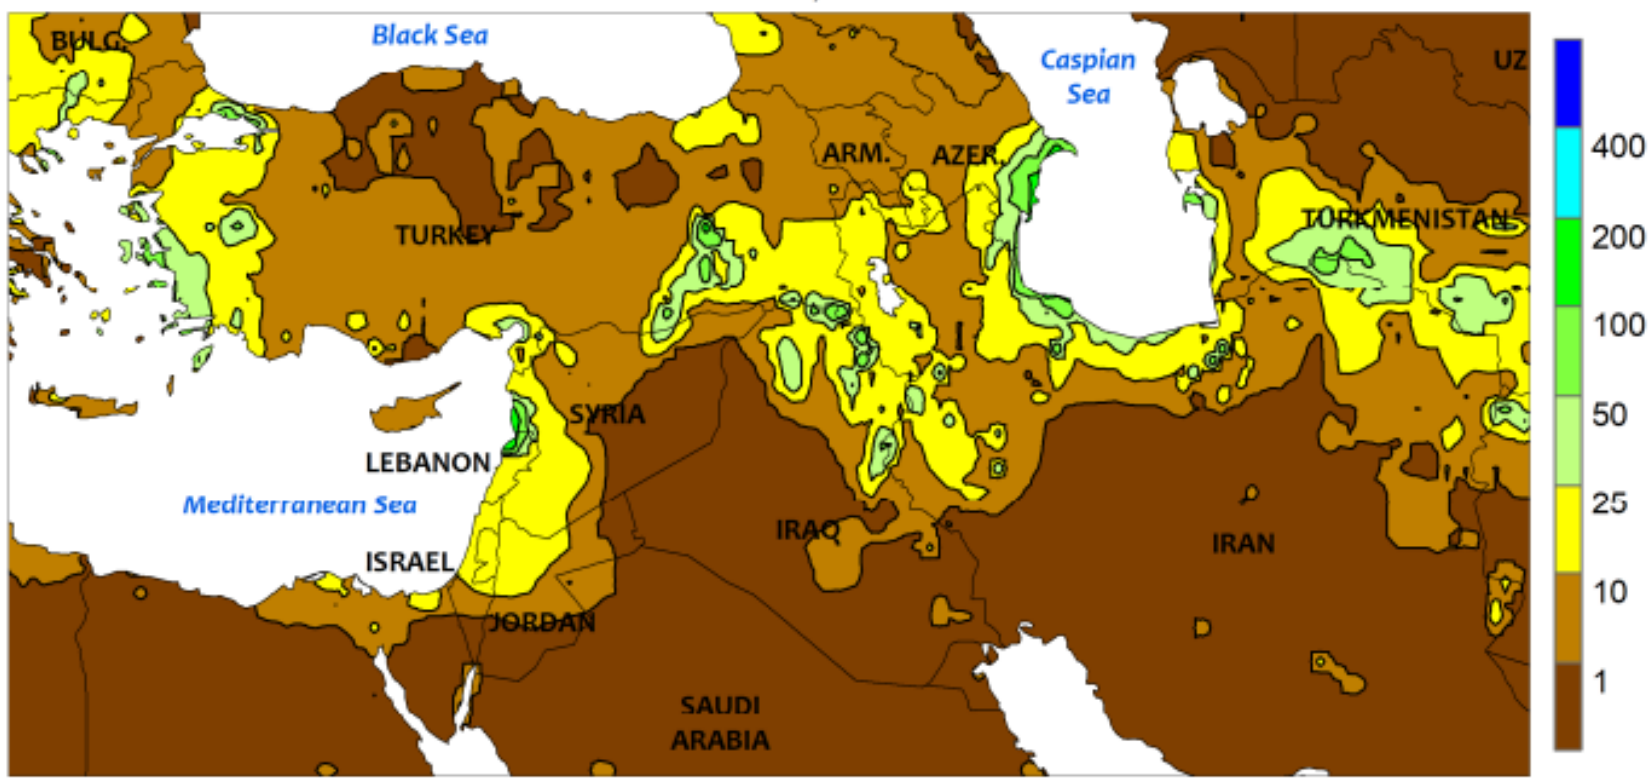 Black Sea
BULG.
Caspian
Sea
UZ
ARM.
AZER.
TURKMENISTAN
TURKEY
SYRIA
LEBANON
Mediterranean Sea
IRAQ
IRAN
ISRAEL
JORDAN
SAUDI
ARABIA
400
200
100
50
25
10
1